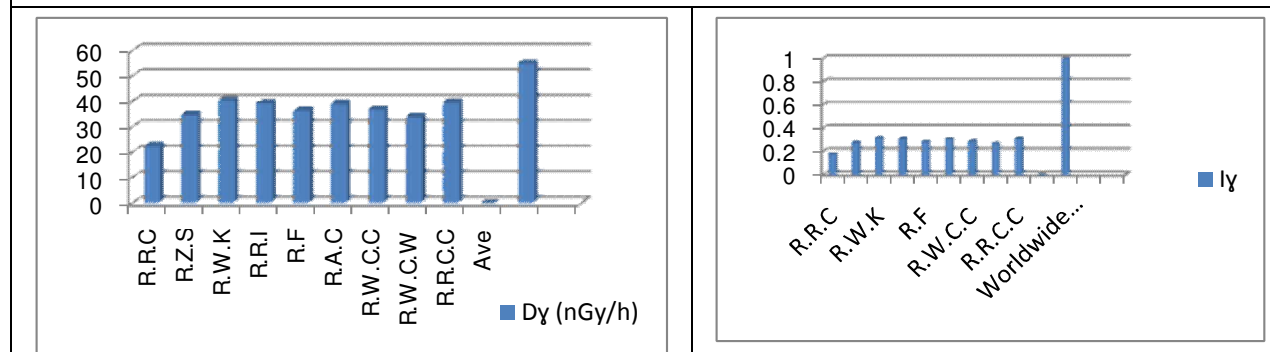 60
50
40
30
20
10
0
R.R.C
R.Z.S
R.W.K
R.R.I
R.F
R.A.C
R.W.C.C
R.W.C.W
R.R.C.C
Ave
Dɣ (nGy/h)
1
0.8
0.6
0.4
0.2
0
R.R.C
R.W.K
R.F
R.W.C.C
R.R.C.C
Worldwide...
Iɣ